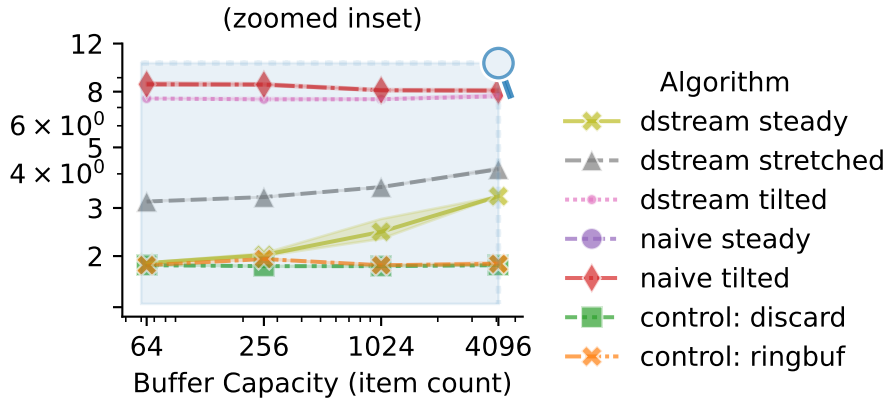 (zoomed inset)
12
8
6 × 10⁰
5
4 × 10⁰
3
2
64 256 1024 4096
Buffer Capacity (item count)
Algorithm
dstream steady
dstream stretched
dstream tilted
naive steady
naive tilted
control: discard
control: ringbuf